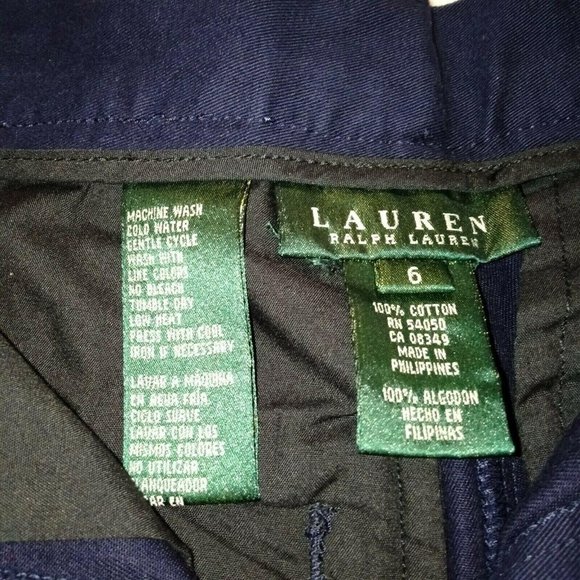 MACHINE WASH
COLD WATER
GENTLE CYCLE
WASH WITH
LIKE COLORS
NO BLEACH
TUMBLE DRY
LOW HEAT
PRESS WITH COOL
IRON IF NECESSARY
LAVAR A MAQUINA
EN AGUA FRIA
CICLO SUAVE
LAVAR CON LOS
MISMOS COLORES
NO UTILIZAR
BLANQUEADOR
EN
LAUREN
RALPH LAUREN
6
100% COTTON
RN 54050
CA 08349
MADE IN
PHILIPPINES
100% ALGODON
HECHO EN
FILIPINAS